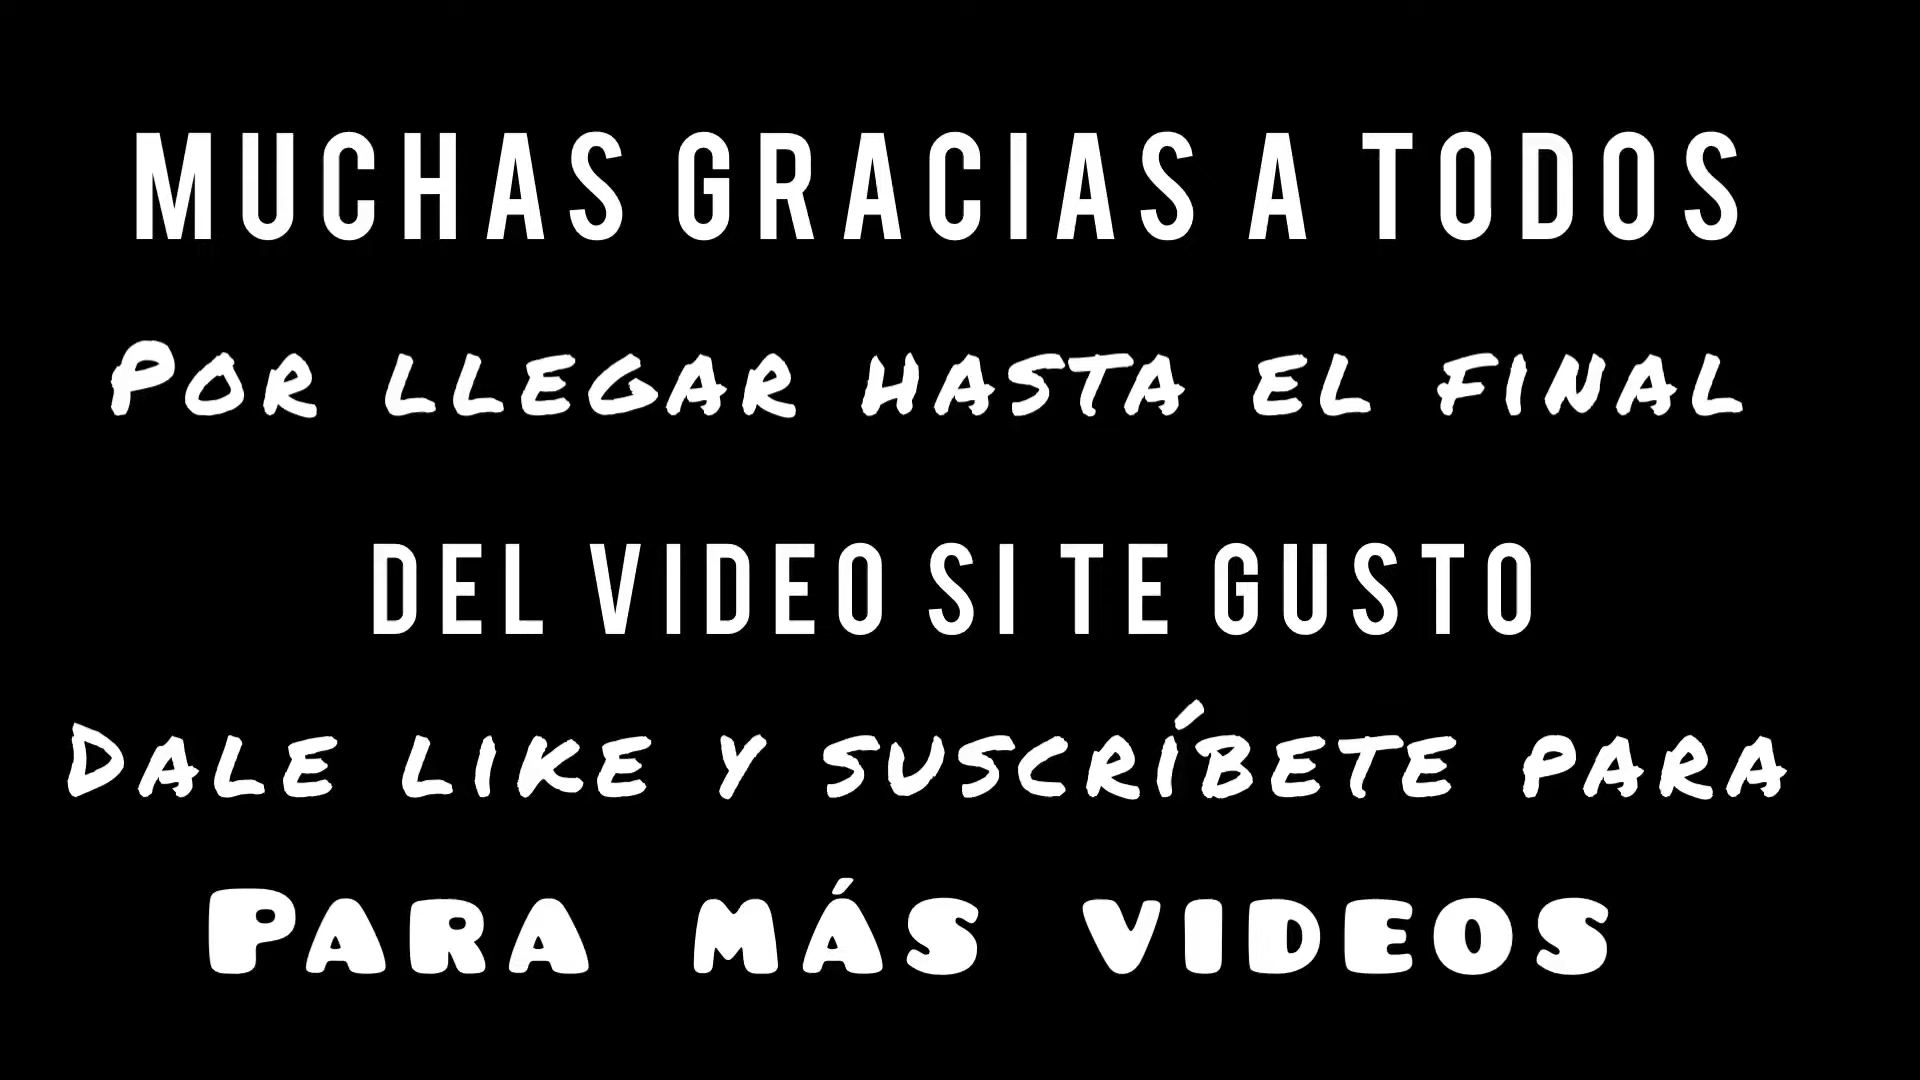 MUCHAS GRACIAS A TODOS
POR LLEGAR HASTA EL FINAL
DEL VIDEO SI TE GUSTO
DALE LIKE Y SUSCRÍBETE PARA
PARA MÁS VIDEOS